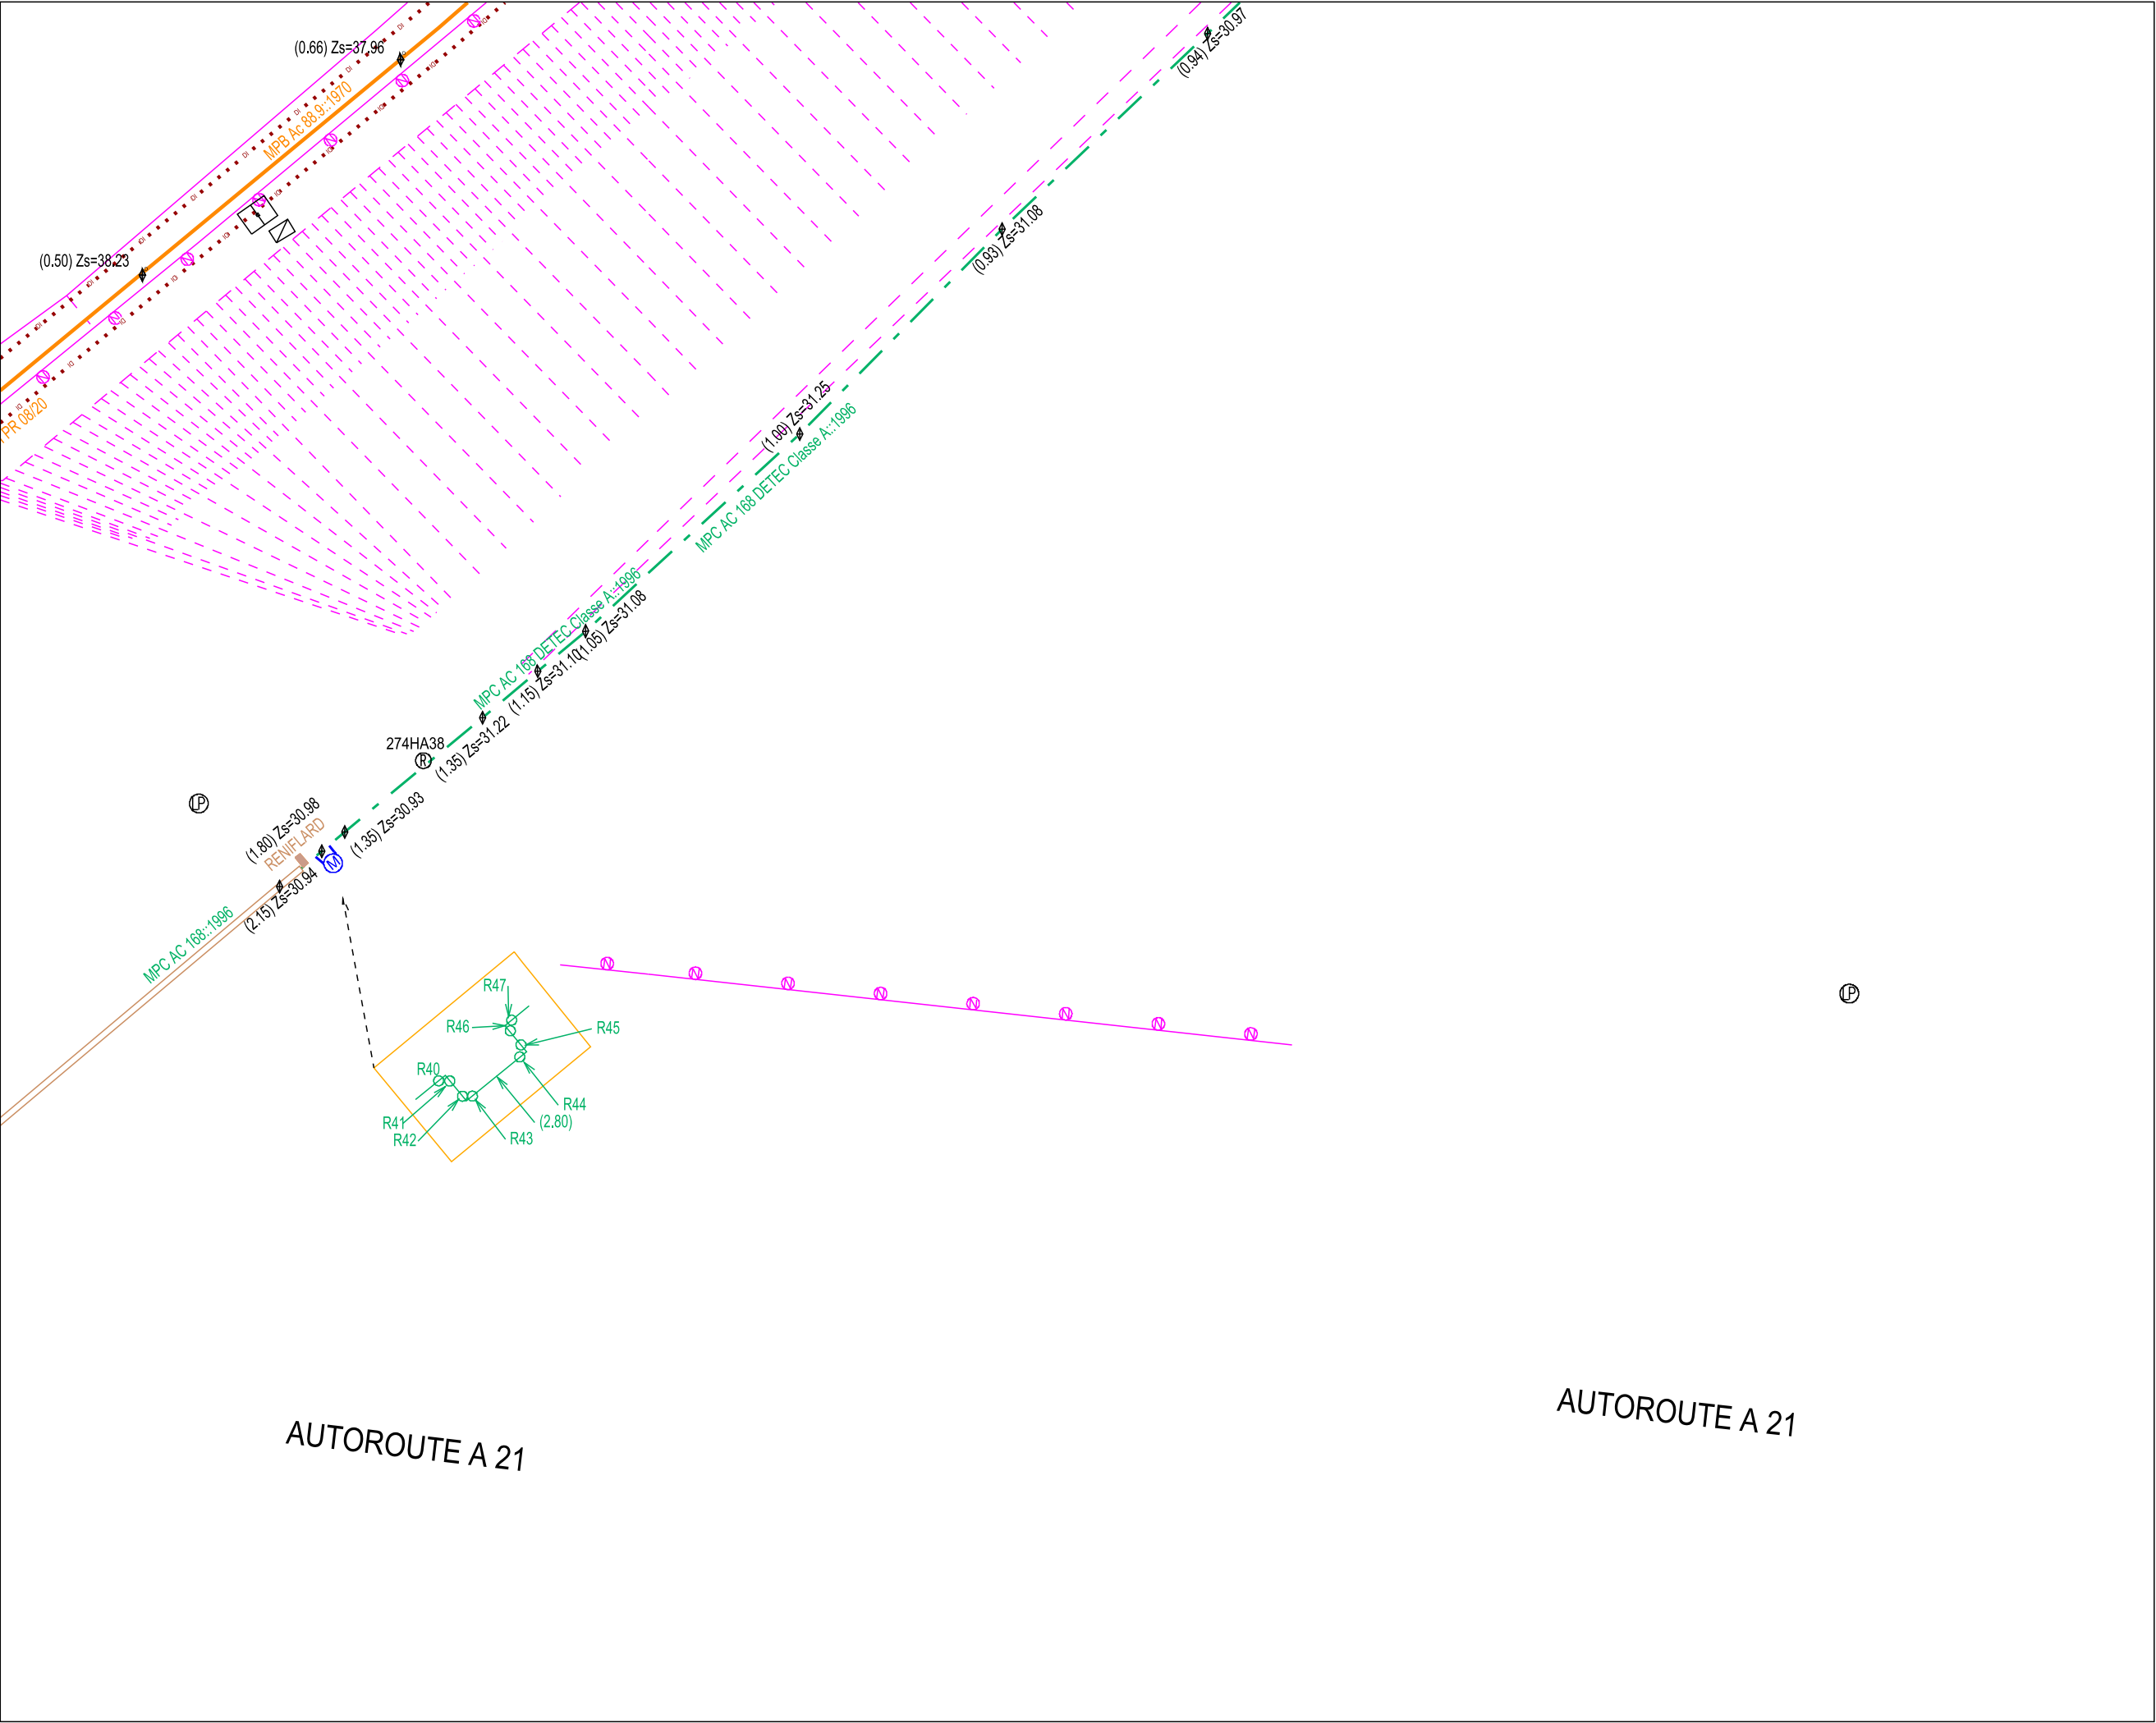 (0.66) Zs=37.96
MPB Ac 88.9::1970
(0.50) Zs=38.23
PR 08/20
(0.94) Zs=30.97
(0.93) Zs=31.08
(1.00) Zs=31.25
MPC AC 168 DETEC Classe A::1996
MPC AC 168 DETEC Classe A::1996
(1.05) Zs=31.08
(1.15) Zs=31.10
(1.35) Zs=31.22
274HA38
R
LP
(1.80) Zs=30.98
RENIFLARD
(1.35) Zs=30.93
M
(2.15) Zs=30.94
MPC AC 168::1996
N N N N N N N N
LP
R47
R46
R45
R40
R41
R42
R43
R44
(2.80)
AUTOROUTE A 21
AUTOROUTE A 21